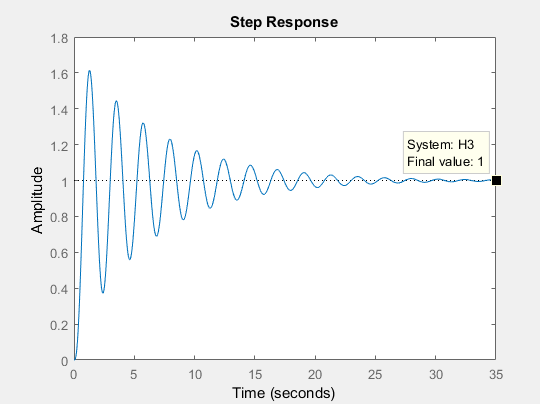 Step Response
1.8
1.6
1.4
1.2
1
0.8
0.6
0.4
0.2
0
Amplitude
System: H3
Final value: 1
0 5 10 15 20 25 30 35
Time (seconds)